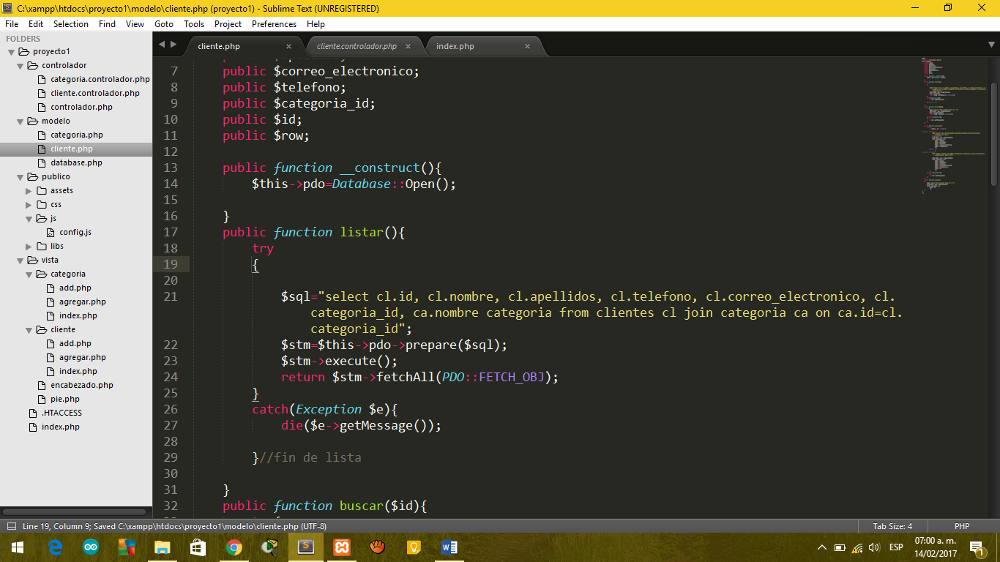 C:\xampp\htdocs\proyecto1\modelo\cliente.php (proyecto1) - Sublime Text (UNREGISTERED)
File Edit Selection Find View Goto Tools Project Preferences Help
FOLDERS
proyecto1
controlador
categoria.controlador.php
cliente.controlador.php
controlador.php
modelo
categoria.php
cliente.php
database.php
publico
assets
css
js
config.js
libs
vista
categoria
add.php
agregar.php
index.php
cliente
add.php
agregar.php
index.php
encabezado.php
pie.php
.HTACCESS
index.php
cliente.php × cliente.controlador.php × index.php ×
7 public $correo_electronico;
8 public $telefono;
9 public $categoria_id;
10 public $id;
11 public $row;
12
13 public function __construct(){
14 $this->pdo=Database::Open();
15
16 }
17 public function listar(){
18 try
19 {
20
21 $sql="select cl.id, cl.nombre, cl.apellidos, cl.telefono, cl.correo_electronico, cl.
categoria_id, ca.nombre categoria from clientes cl join categoria ca on ca.id=cl.
categoria_id";
22 $stm=$this->pdo->prepare($sql);
23 $stm->execute();
24 return $stm->fetchAll(PDO::FETCH_OBJ);
25 }
26 catch(Exception $e){
27 die($e->getMessage());
28
29 }//fin de lista
30
31 }
32 public function buscar($id){
Line 19, Column 9; Saved C:\xampp\htdocs\proyecto1\modelo\cliente.php (UTF-8) Tab Size: 4 PHP
ESP 07:00 a. m.
14/02/2017
1